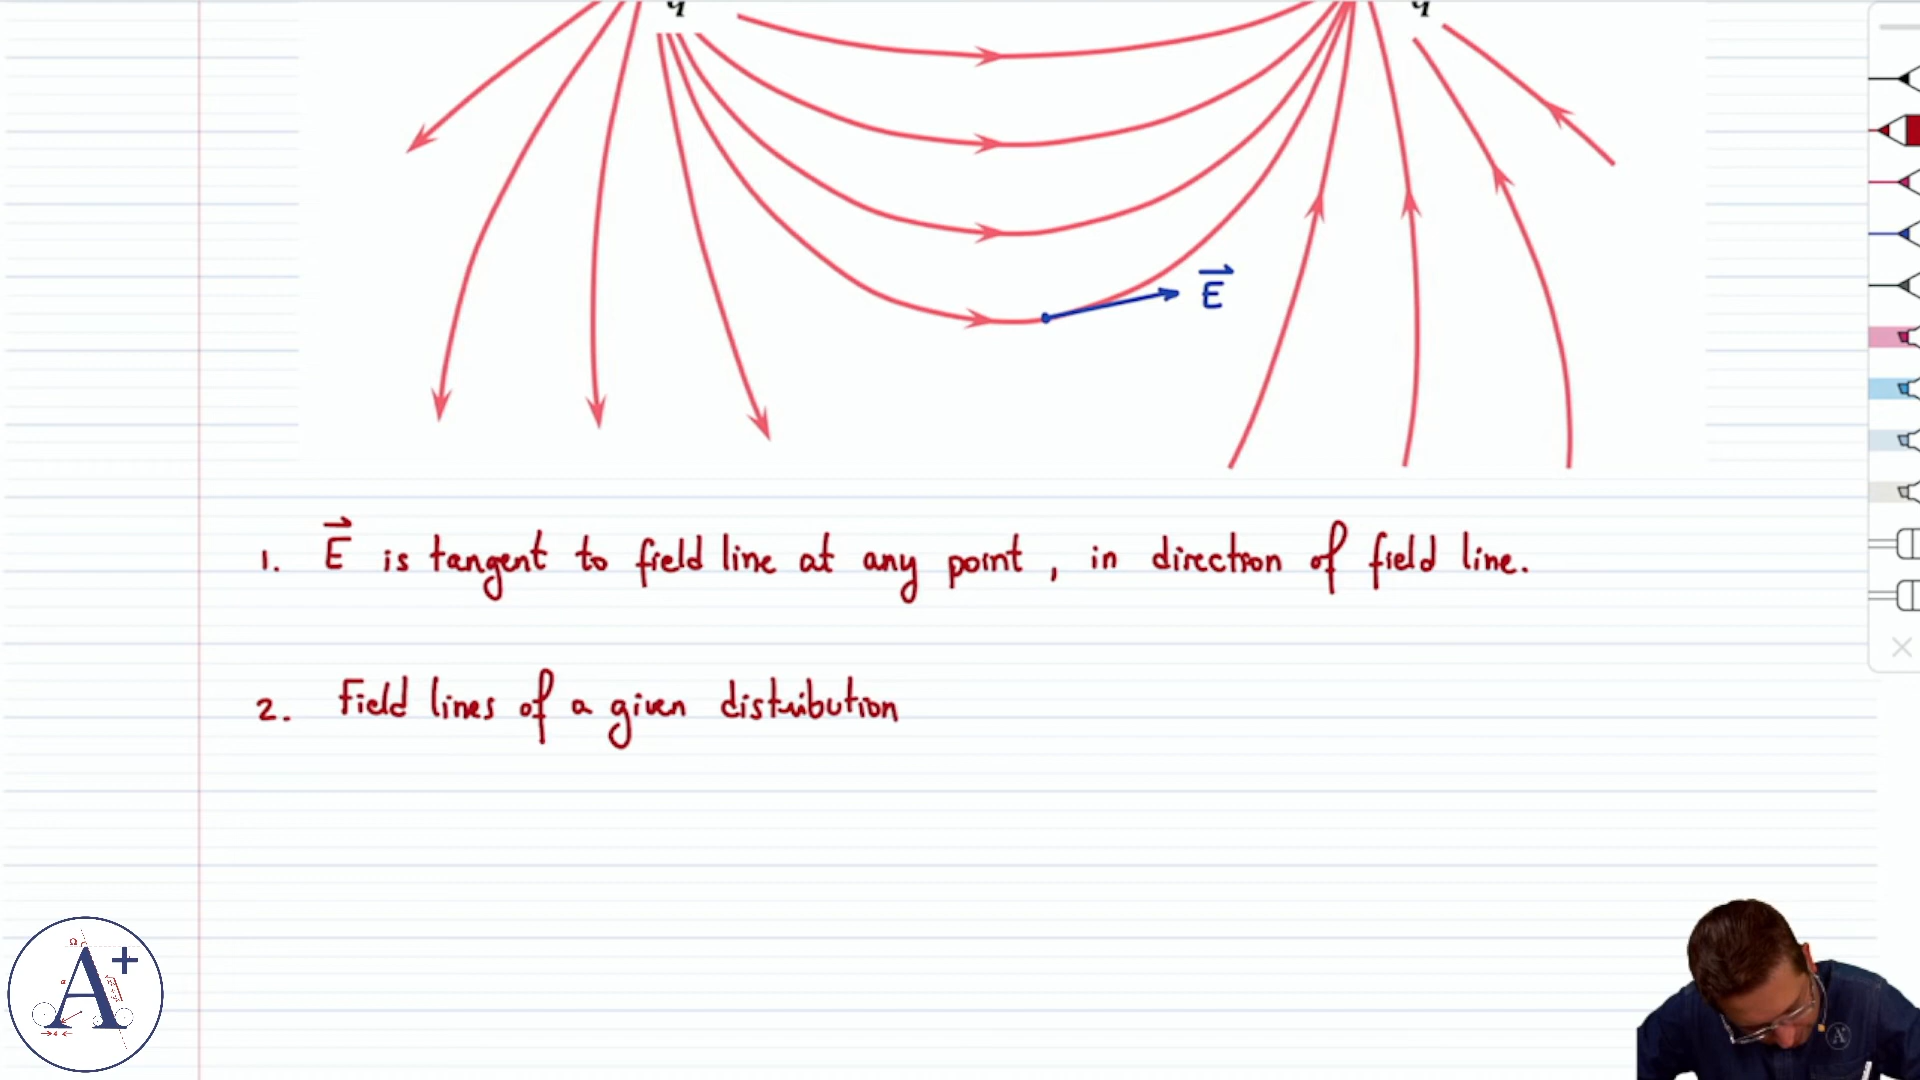 q
q
E
1. E is tangent to field line at any point, in direction of field line.
2. Field lines of a given distribution
A+